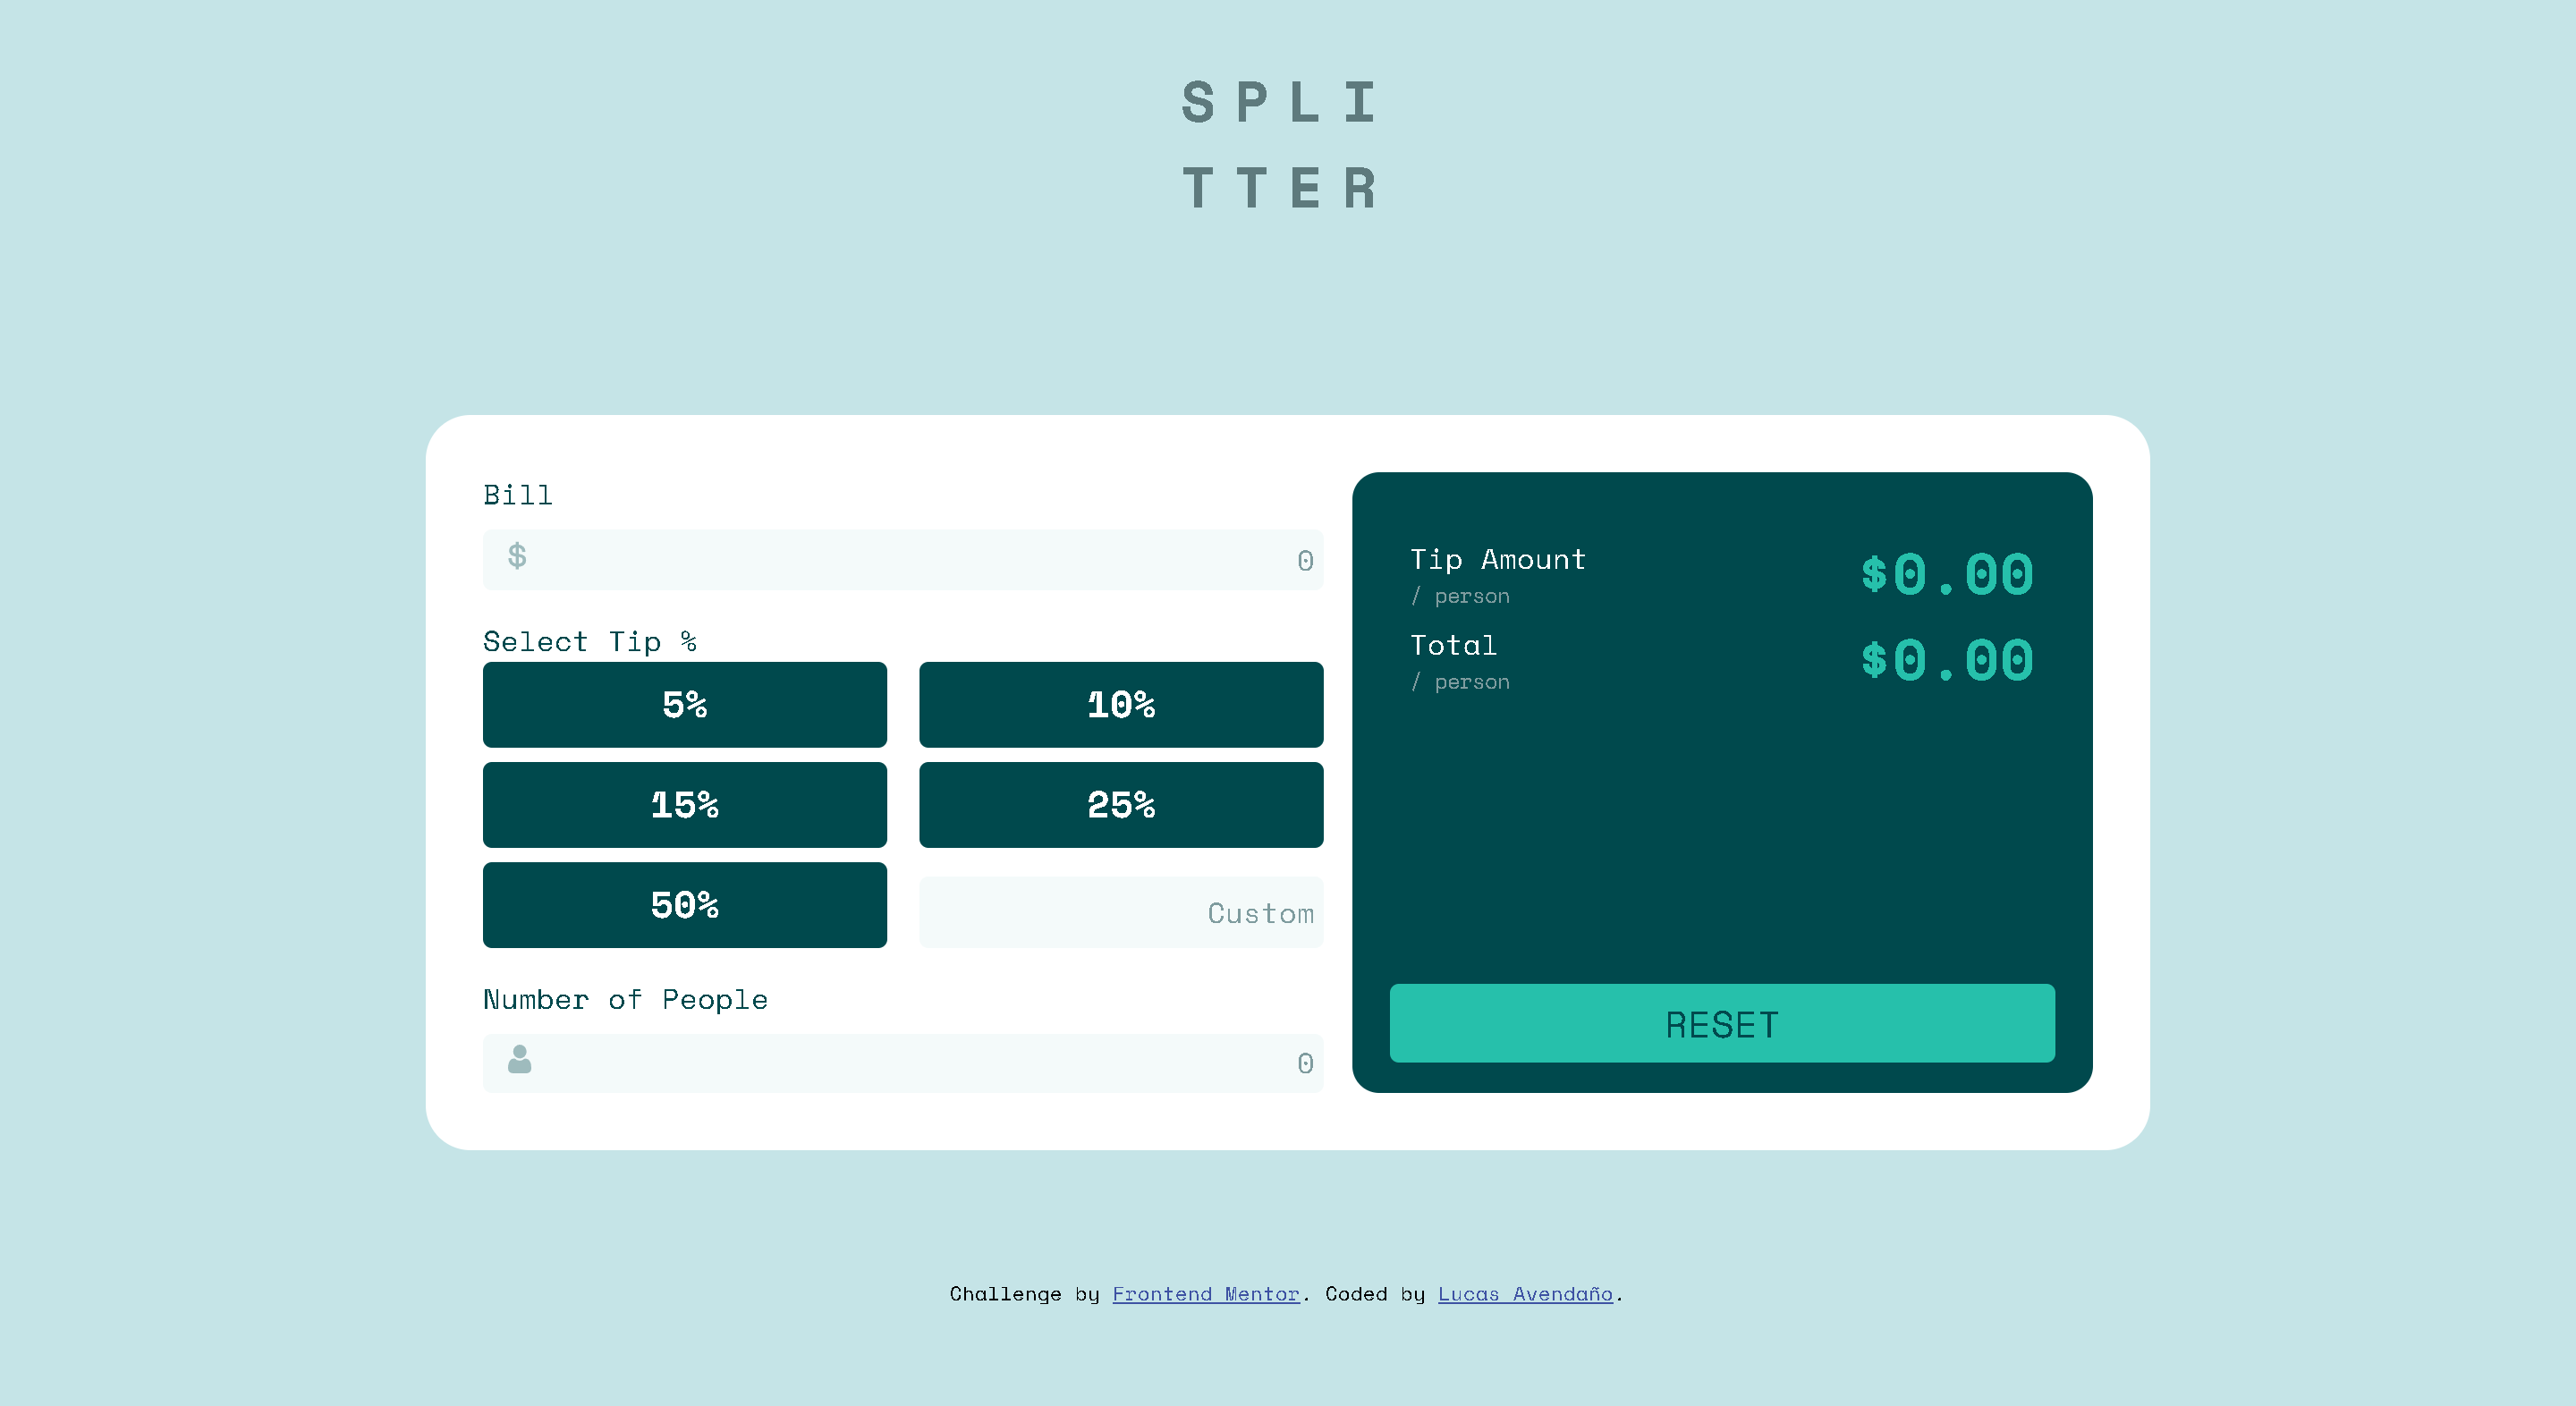 SPLI
TTER
Bill
$ 0
Select Tip %
5% 10%
15% 25%
50% Custom
Number of People
0
Tip Amount $0.00
/ person
Total $0.00
/ person
RESET
Challenge by Frontend Mentor. Coded by Lucas Avendaño.